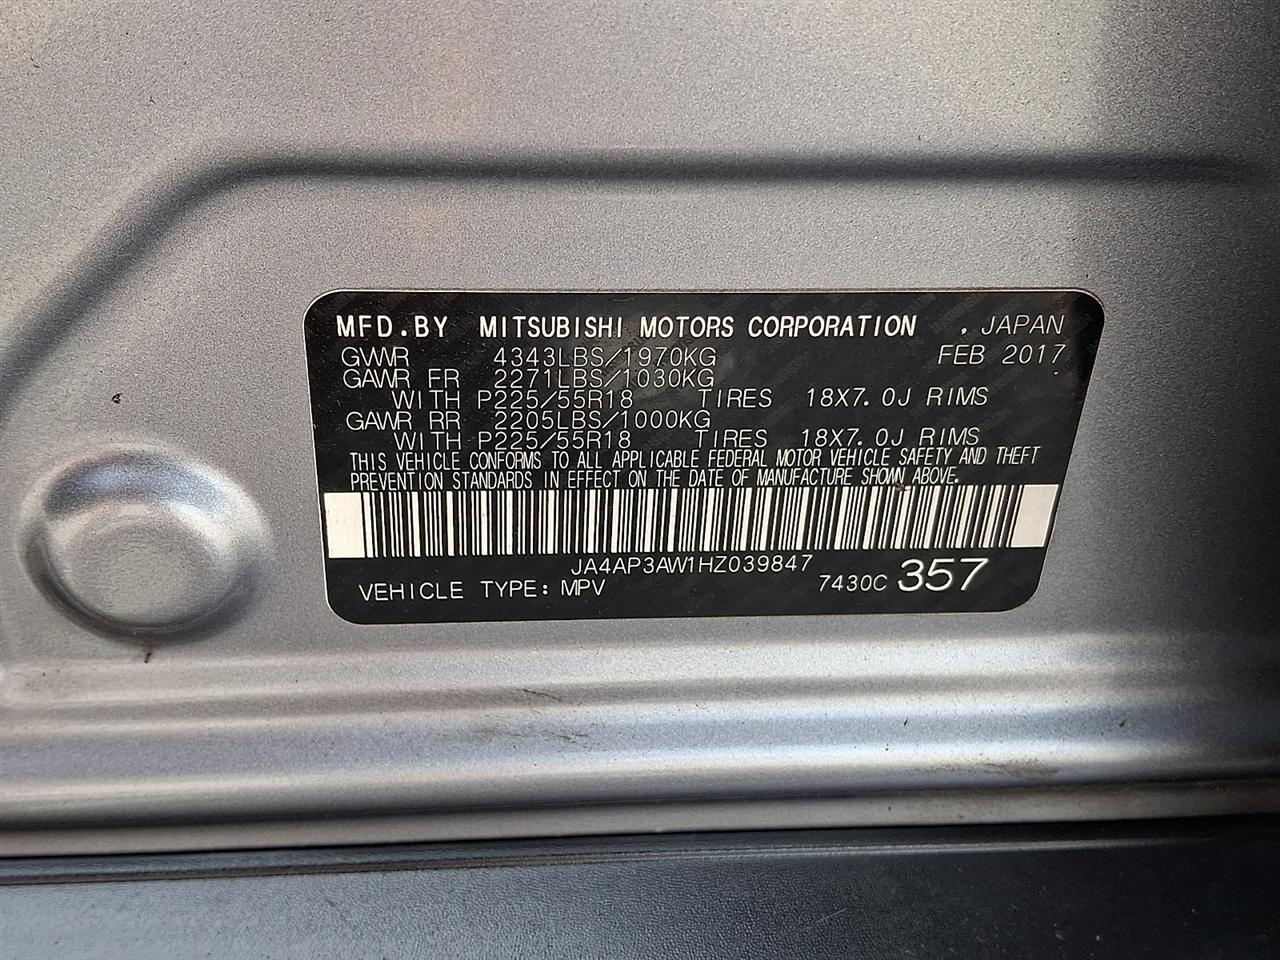 MFD.BY MITSUBISHI MOTORS CORPORATION . JAPAN
GVWR 4343LBS/1970KG FEB 2017
GAWR FR 2271LBS/1030KG
WITH P225/55R18 TIRES 18X7.0J RIMS
GAWR RR 2205LBS/1000KG
WITH P225/55R18 TIRES 18X7.0J RIMS
THIS VEHICLE CONFORMS TO ALL APPLICABLE FEDERAL MOTOR VEHICLE SAFETY AND THEFT
PREVENTION STANDARDS IN EFFECT ON THE DATE OF MANUFACTURE SHOWN ABOVE.
JA4AP3AW1HZ039847
VEHICLE TYPE: MPV 7430C 357